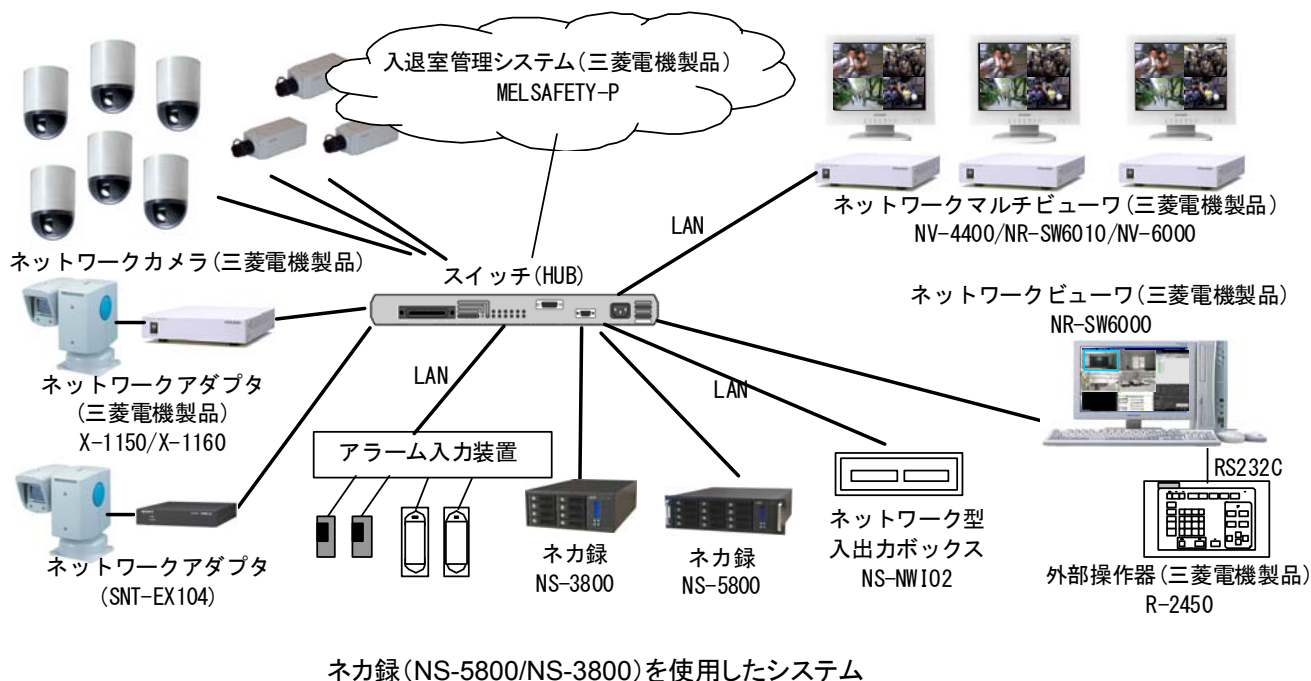 入退室管理システム(三菱電機製品)
MELSAFETY-P
ネットワークカメラ(三菱電機製品)
スイッチ(HUB)
LAN
ネットワークマルチビューワ(三菱電機製品)
NV-4400/NR-SW6010/NV-6000
ネットワークアダプタ
(三菱電機製品)
X-1150/X-1160
ネットワークビューワ(三菱電機製品)
NR-SW6000
LAN
LAN
アラーム入力装置
RS232C
ネットワークアダプタ
(SNT-EX104)
ネカ録
NS-3800
ネカ録
NS-5800
ネットワーク型
入出力ボックス
NS-NWIO2
外部操作器(三菱電機製品)
R-2450
ネカ録(NS-5800/NS-3800)を使用したシステム